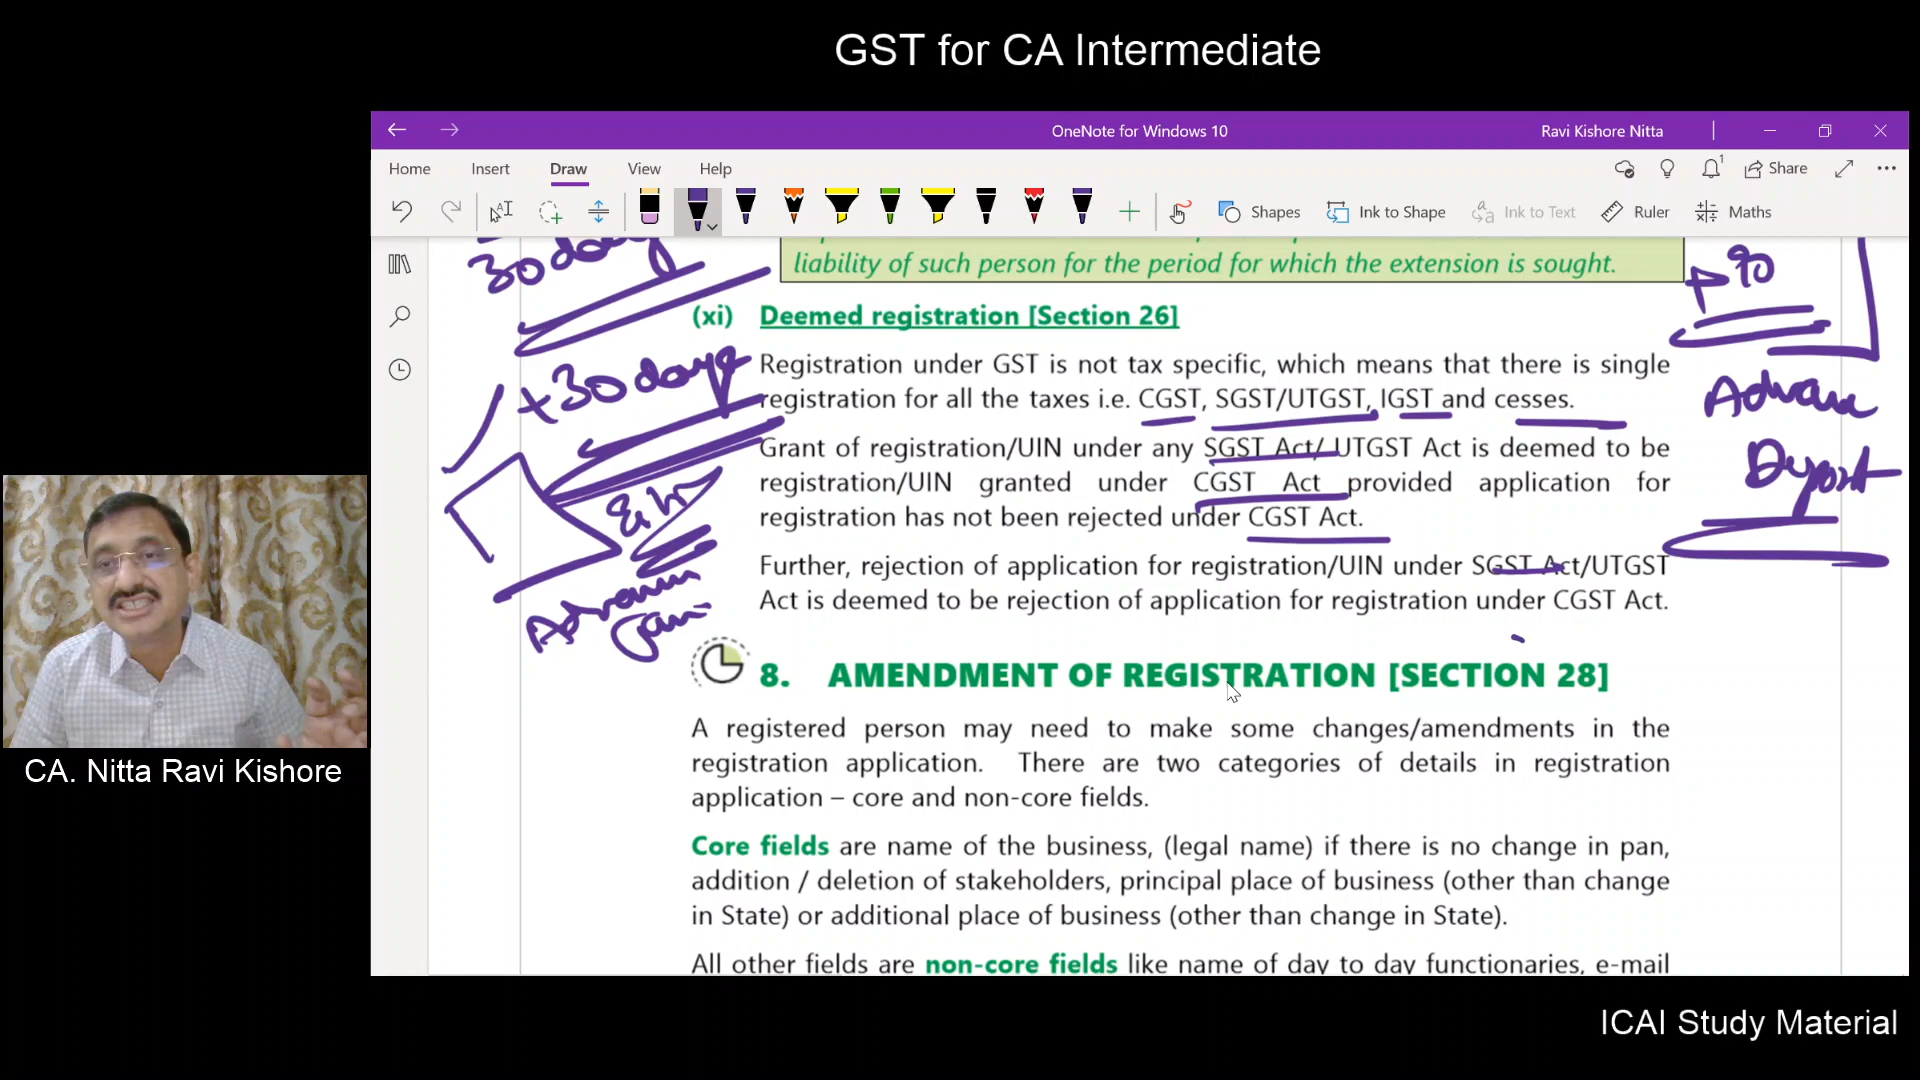 GST for CA Intermediate
OneNote for Windows 10
Ravi Kishore Nitta
Home Insert Draw View Help
1
Share
Shapes
Ink to Shape
Ink to Text
Ruler
Maths
30 days
liability of such person for the period for which the extension is sought.
(xi) Deemed registration [Section 26]
+30 days
Registration under GST is not tax specific, which means that there is single
registration for all the taxes i.e. CGST, SGST/UTGST, IGST and cesses.
Grant of registration/UIN under any SGST Act/ UTGST Act is deemed to be
registration/UIN granted under CGST Act provided application for
registration has not been rejected under CGST Act.
Further, rejection of application for registration/UIN under SGST Act/UTGST
Act is deemed to be rejection of application for registration under CGST Act.
8. AMENDMENT OF REGISTRATION [SECTION 28]
A registered person may need to make some changes/amendments in the
registration application. There are two categories of details in registration
application – core and non-core fields.
Core fields are name of the business, (legal name) if there is no change in pan,
addition / deletion of stakeholders, principal place of business (other than change
in State) or additional place of business (other than change in State).
All other fields are non-core fields like name of day to day functionaries, e-mail
CA. Nitta Ravi Kishore
ICAI Study Material